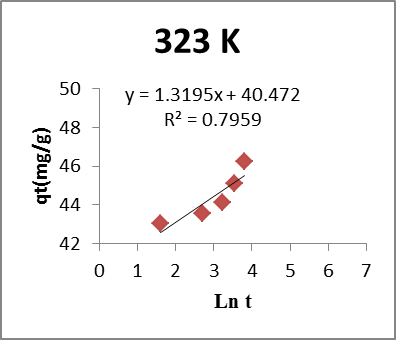 323 K
y = 1.3195x + 40.472
R² = 0.7959
qt(mg/g)
50
48
46
44
42
0 1 2 3 4 5 6 7
Ln t